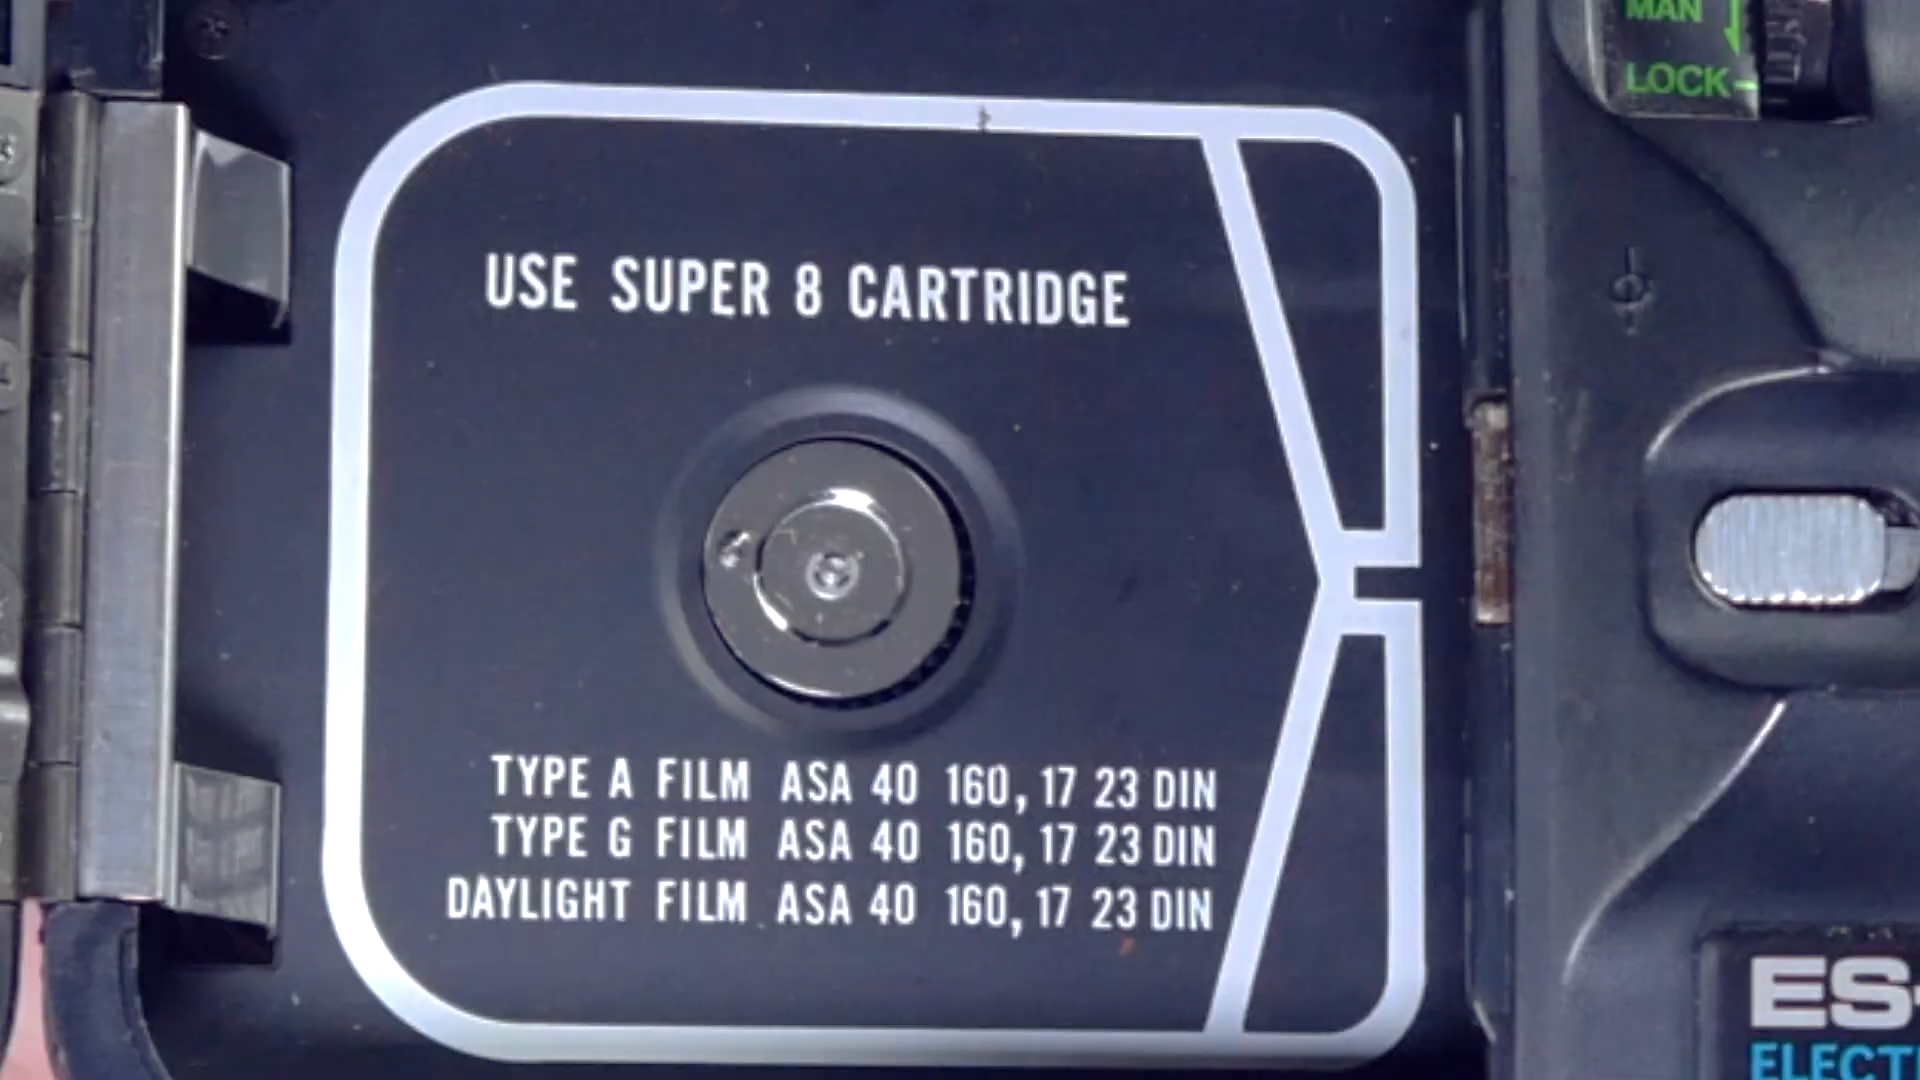 MAN
LOCK
USE SUPER 8 CARTRIDGE
TYPE A FILM ASA 40 160, 17 23 DIN
TYPE G FILM ASA 40 160, 17 23 DIN
DAYLIGHT FILM ASA 40 160, 17 23 DIN
ES